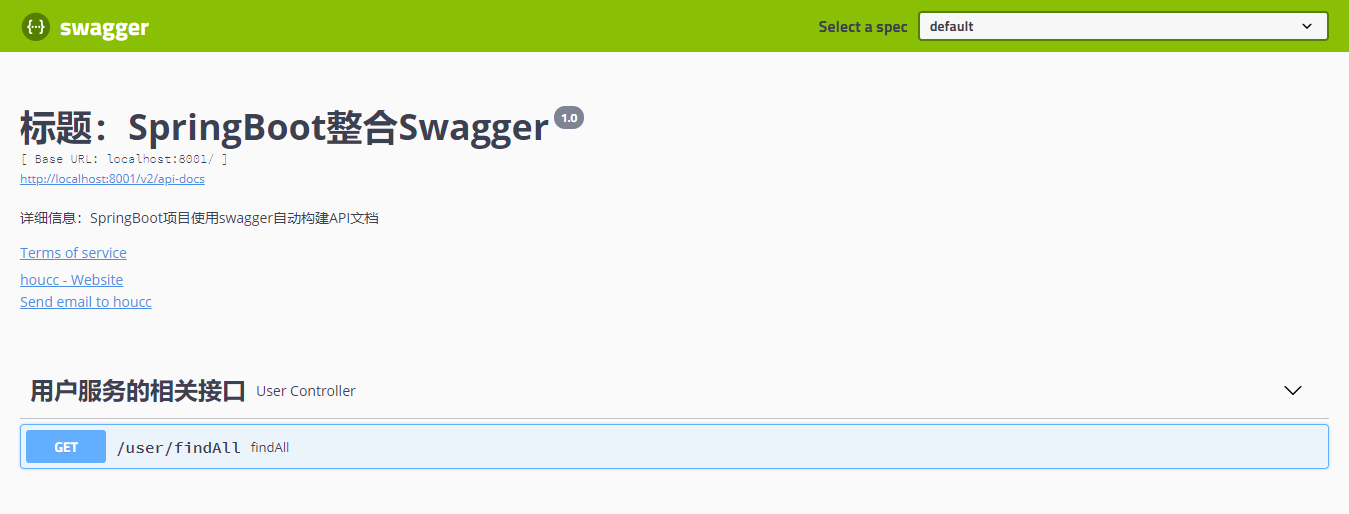 {···} swagger
Select a spec default
标题：SpringBoot整合Swagger 1.0
[ Base URL: localhost:8001/ ]
http://localhost:8001/v2/api-docs
详细信息：SpringBoot项目使用swagger自动构建API文档
Terms of service
houcc - Website
Send email to houcc
用户服务的相关接口 User Controller
GET /user/findAll findAll